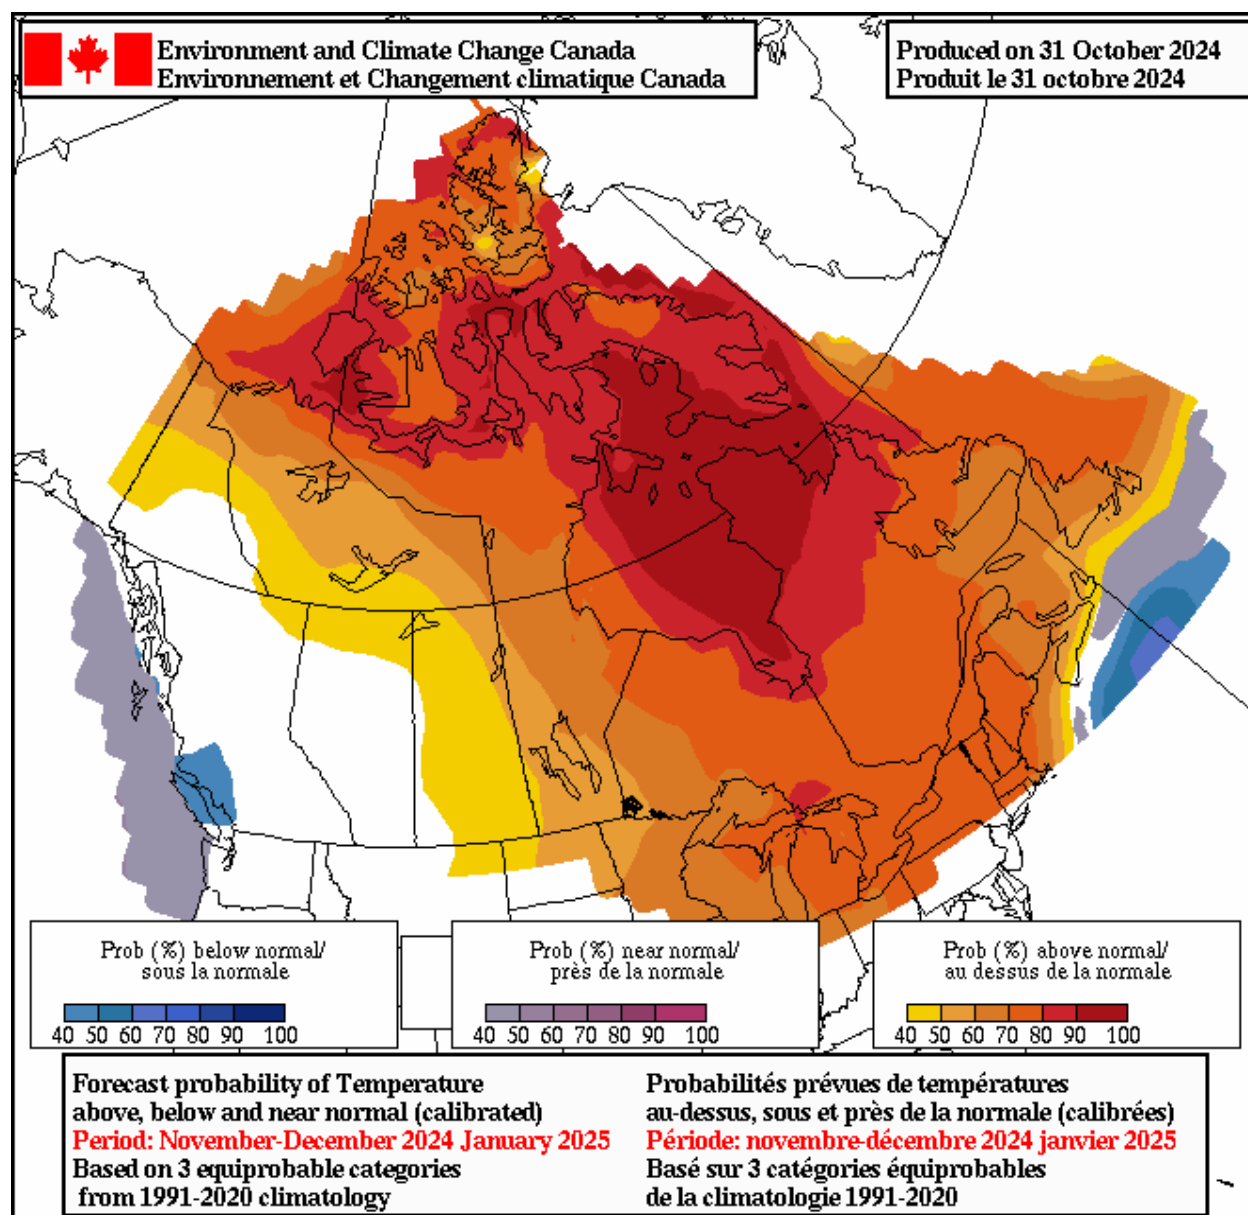 Environment and Climate Change Canada
Environnement et Changement climatique Canada
Produced on 31 October 2024
Produit le 31 octobre 2024
Prob (%) below normal/
sous la normale
40 50 60 70 80 90 100
Prob (%) near normal/
près de la normale
40 50 60 70 80 90 100
Prob (%) above normal/
au dessus de la normale
40 50 60 70 80 90 100
Forecast probability of Temperature
above, below and near normal (calibrated)
Period: November-December 2024 January 2025
Based on 3 equiprobable categories
from 1991-2020 climatology
Probabilités prévues de températures
au-dessus, sous et près de la normale (calibrées)
Période: novembre-décembre 2024 janvier 2025
Basé sur 3 catégories équiprobables
de la climatologie 1991-2020